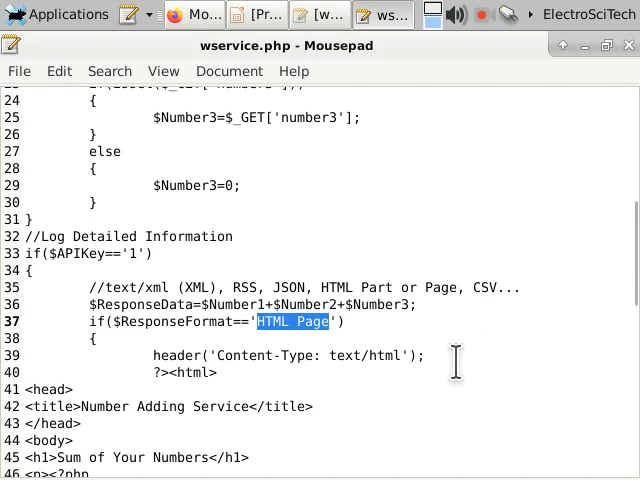 Applications Mo... [Pr... [w... ws... ElectroSciTech
wservice.php - Mousepad
File Edit Search View Document Help
24 {
25 $Number3=$_GET['number3'];
26 }
27 else
28 {
29 $Number3=0;
30 }
31 }
32 //Log Detailed Information
33 if($APIKey=='1')
34 {
35 //text/xml (XML), RSS, JSON, HTML Part or Page, CSV...
36 $ResponseData=$Number1+$Number2+$Number3;
37 if($ResponseFormat=='HTML Page')
38 {
39 header('Content-Type: text/html');
40 ?><html>
41 <head>
42 <title>Number Adding Service</title>
43 </head>
44 <body>
45 <h1>Sum of Your Numbers</h1>
46 <p><?php